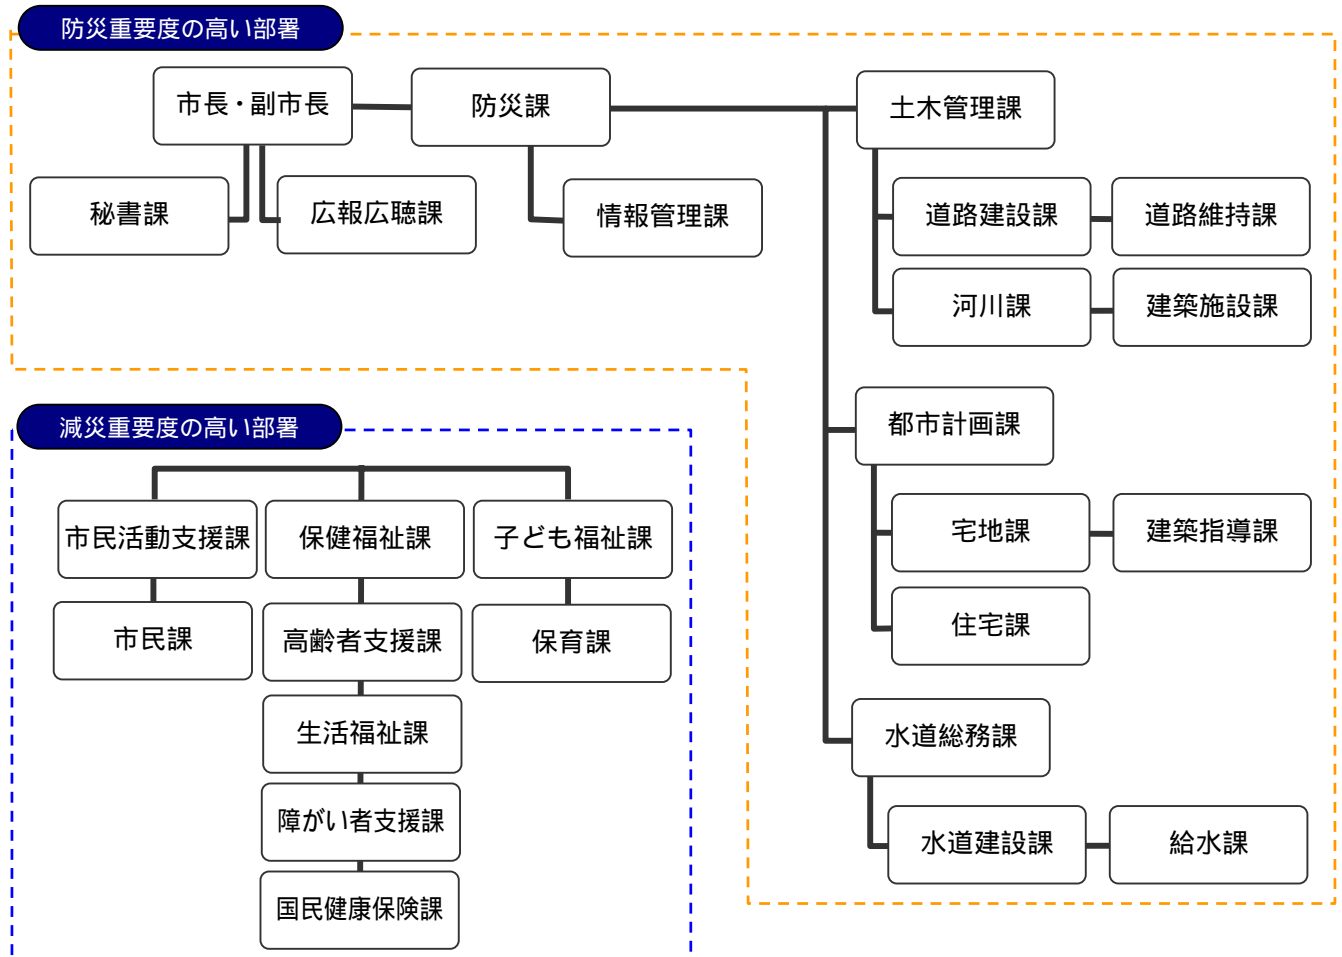 防災重要度の高い部署
市長・副市長
防災課
土木管理課
秘書課
広報広聴課
情報管理課
道路建設課
道路維持課
河川課
建築施設課
都市計画課
宅地課
建築指導課
住宅課
水道総務課
水道建設課
給水課
減災重要度の高い部署
市民活動支援課
保健福祉課
子ども福祉課
市民課
高齢者支援課
保育課
生活福祉課
障がい者支援課
国民健康保険課